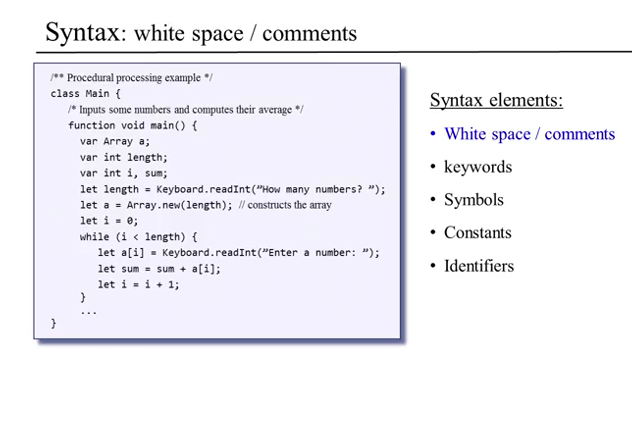 Syntax: white space / comments
/** Procedural processing example */
class Main {
/* Inputs some numbers and computes their average */
function void main() {
var Array a;
var int length;
var int i, sum;
let length = Keyboard.readInt(”How many numbers? ”);
let a = Array.new(length); // constructs the array
let i = 0;
while (i < length) {
let a[i] = Keyboard.readInt(”Enter a number: ”);
let sum = sum + a[i];
let i = i + 1;
}
...
}
Syntax elements:
• White space / comments
• keywords
• Symbols
• Constants
• Identifiers